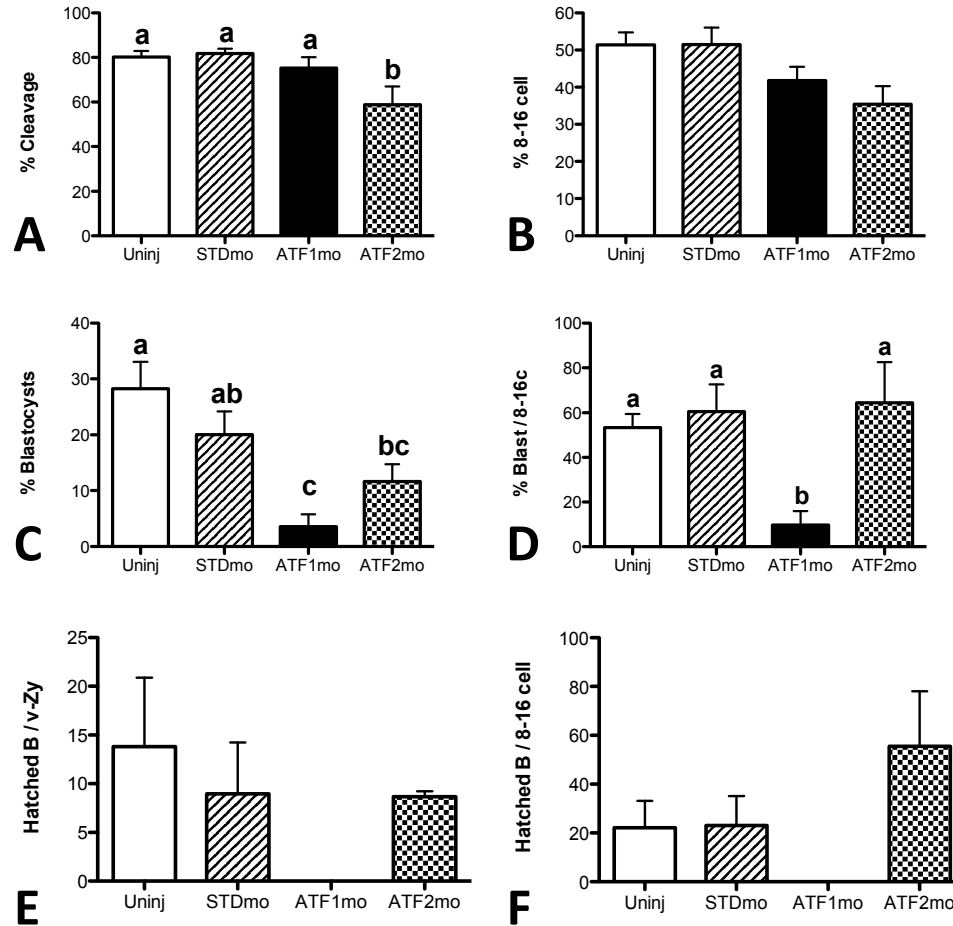 100
80
60
40
20
0
% Cleavage
a
a
a
b
Uninj
STDmo
ATF1mo
ATF2mo
A
60
50
40
30
20
10
0
% 8-16 cell
Uninj
STDmo
ATF1mo
ATF2mo
B
40
30
20
10
0
% Blastocysts
a
ab
c
bc
Uninj
STDmo
ATF1mo
ATF2mo
C
100
80
60
40
20
0
% Blast / 8-16c
a
a
b
a
Uninj
STDmo
ATF1mo
ATF2mo
D
25
20
15
10
5
0
Hatched B / v-Zy
Uninj
STDmo
ATF1mo
ATF2mo
E
100
80
60
40
20
0
Hatched B / 8-16 cell
Uninj
STDmo
ATF1mo
ATF2mo
F